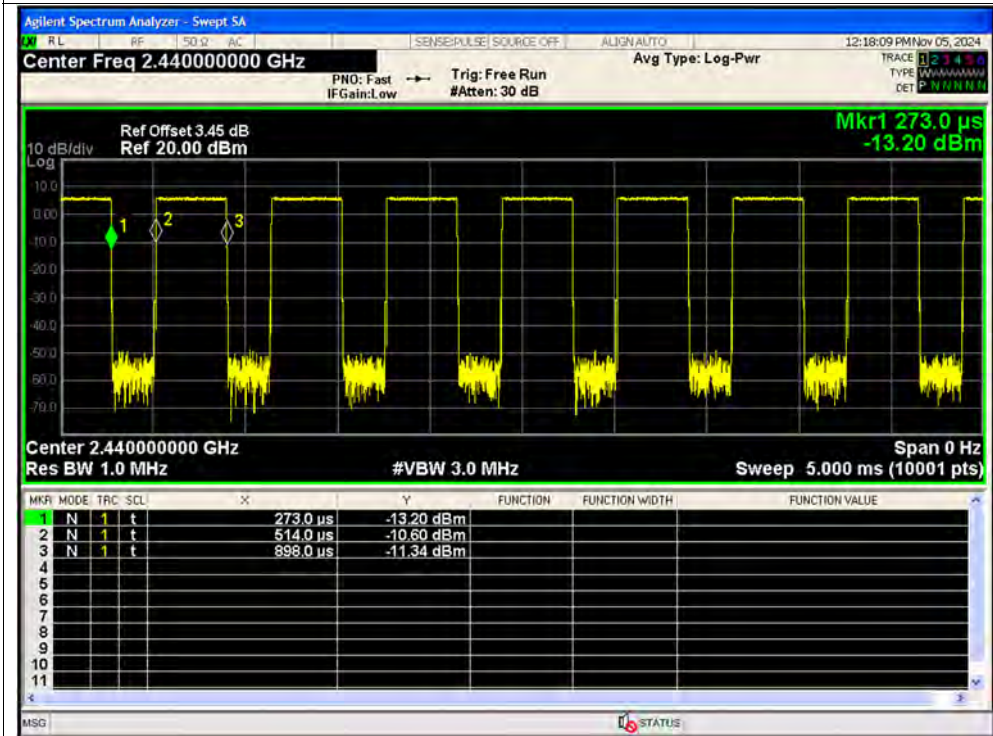 Agilent Spectrum Analyzer - Swept SA
RL RF 50 Ω AC SENSE:PULSE SOURCE OFF ALIGN AUTO 12:18:09 PM Nov 05, 2024
Center Freq 2.440000000 GHz
PNO: Fast
IFGain:Low
Trig: Free Run
#Atten: 30 dB
Avg Type: Log-Pwr
TRACE 1 2 3 4 5 6
TYPE
DET P N N N N N
Mkr1 273.0 µs
-13.20 dBm
Ref Offset 3.45 dB
10 dB/div Ref 20.00 dBm
Log
10.0
0.00
-10.0
-20.0
-30.0
-40.0
-50.0
-60.0
-70.0
1
2
3
Center 2.440000000 GHz Span 0 Hz
Res BW 1.0 MHz #VBW 3.0 MHz Sweep 5.000 ms (10001 pts)
MKR MODE TRC SCL X Y FUNCTION FUNCTION WIDTH FUNCTION VALUE
1 N 1 t 273.0 µs -13.20 dBm
2 N 1 t 514.0 µs -10.60 dBm
3 N 1 t 898.0 µs -11.34 dBm
4
5
6
7
8
9
10
11
MSG STATUS